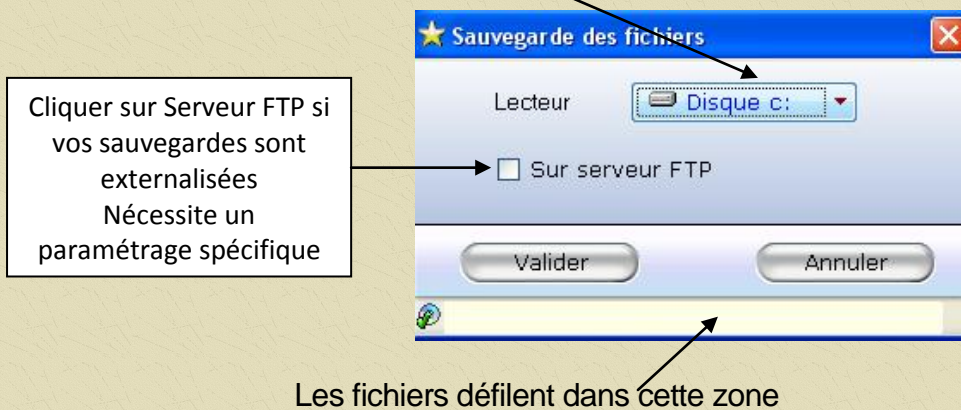 Sauvegarde des fichiers
Lecteur
Disque c:
Cliquer sur Serveur FTP si
vos sauvegardes sont
externalisées
Nécessite un
paramétrage spécifique
Sur serveur FTP
Valider
Annuler
Les fichiers défilent dans cette zone